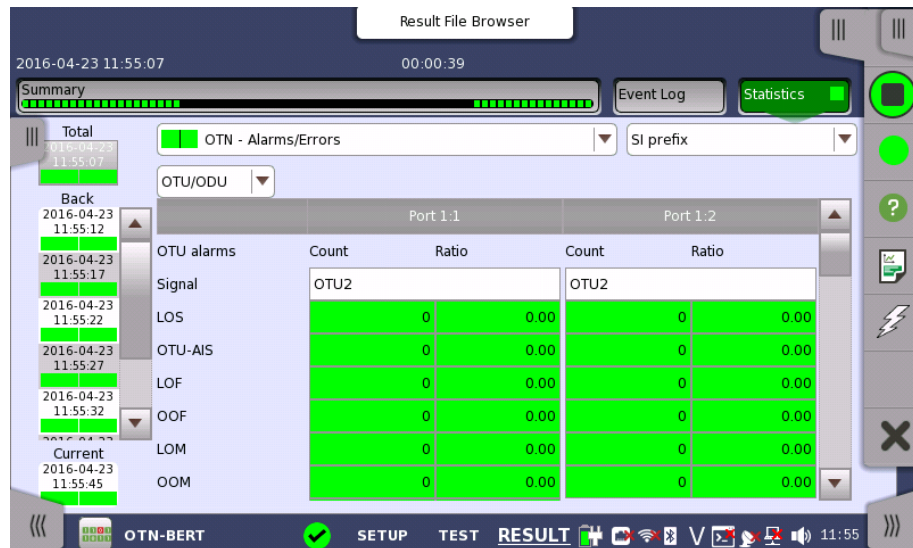 Result File Browser
2016-04-23 11:55:07 00:00:39
Summary Event Log Statistics
Total
2016-04-23
11:55:07
OTN - Alarms/Errors SI prefix
OTU/ODU
Back
2016-04-23
11:55:12
2016-04-23
11:55:17
2016-04-23
11:55:22
2016-04-23
11:55:27
2016-04-23
11:55:32
Current
2016-04-23
11:55:45
Port 1:1 Port 1:2
OTU alarms Count Ratio Count Ratio
Signal OTU2 OTU2
LOS 0 0.00 0 0.00
OTU-AIS 0 0.00 0 0.00
LOF 0 0.00 0 0.00
OOF 0 0.00 0 0.00
LOM 0 0.00 0 0.00
OOM 0 0.00 0 0.00
OTN-BERT SETUP TEST RESULT V 11:55